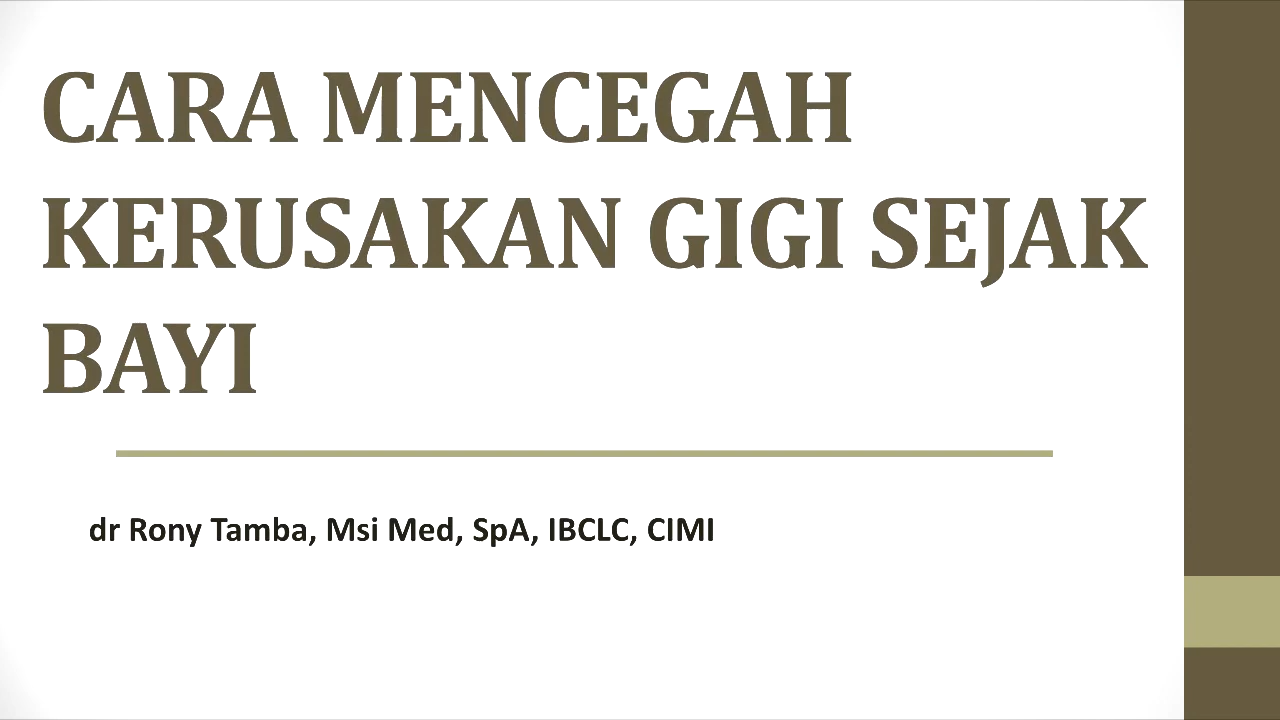 CARA MENCEGAH
KERUSAKAN GIGI SEJAK
BAYI
dr Rony Tamba, Msi Med, SpA, IBCLC, CIMI